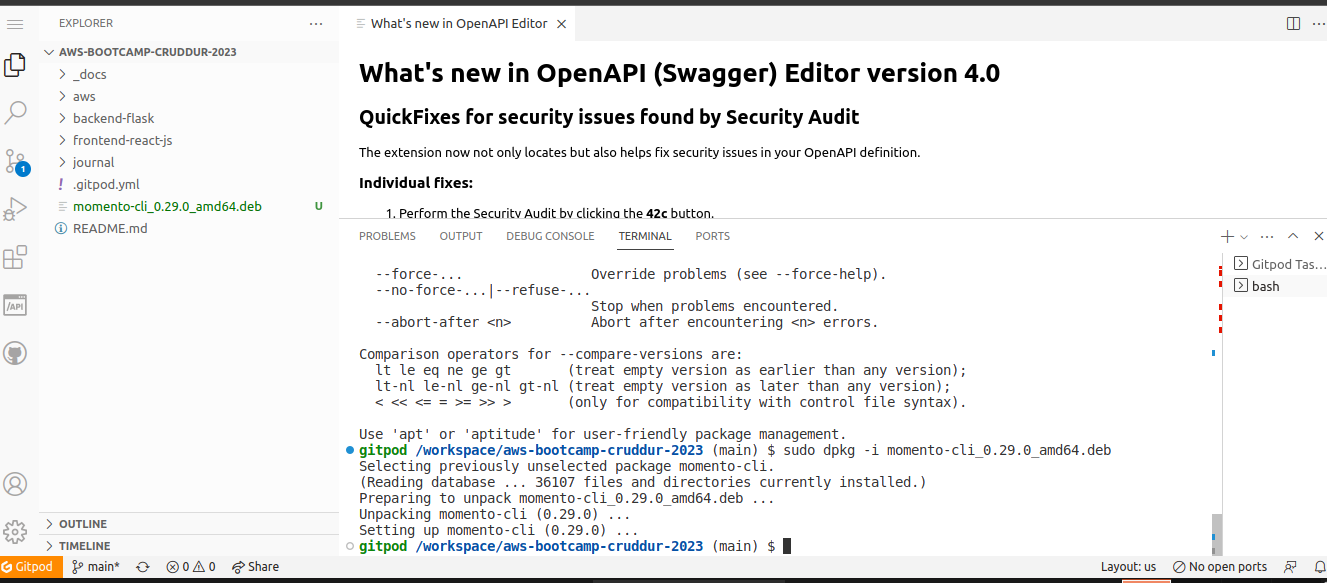 EXPLORER
AWS-BOOTCAMP-CRUDDUR-2023
_docs
aws
backend-flask
frontend-react-js
journal
! .gitpod.yml
momento-cli_0.29.0_amd64.deb U
README.md
OUTLINE
TIMELINE
1
/API
What's new in OpenAPI Editor
What's new in OpenAPI (Swagger) Editor version 4.0
QuickFixes for security issues found by Security Audit
The extension now not only locates but also helps fix security issues in your OpenAPI definition.
Individual fixes:
1. Perform the Security Audit by clicking the 42c button.
PROBLEMS OUTPUT DEBUG CONSOLE TERMINAL PORTS
--force-... Override problems (see --force-help).
--no-force-...|--refuse-...
Stop when problems encountered.
--abort-after <n> Abort after encountering <n> errors.
Comparison operators for --compare-versions are:
lt le eq ne ge gt (treat empty version as earlier than any version);
lt-nl le-nl ge-nl gt-nl (treat empty version as later than any version);
< << <= = >= >> > (only for compatibility with control file syntax).
Use 'apt' or 'aptitude' for user-friendly package management.
gitpod /workspace/aws-bootcamp-cruddur-2023 (main) $ sudo dpkg -i momento-cli_0.29.0_amd64.deb
Selecting previously unselected package momento-cli.
(Reading database ... 36107 files and directories currently installed.)
Preparing to unpack momento-cli_0.29.0_amd64.deb ...
Unpacking momento-cli (0.29.0) ...
Setting up momento-cli (0.29.0) ...
gitpod /workspace/aws-bootcamp-cruddur-2023 (main) $
Gitpod Tas...
bash
Gitpod main* 0 0 Share Layout: us No open ports